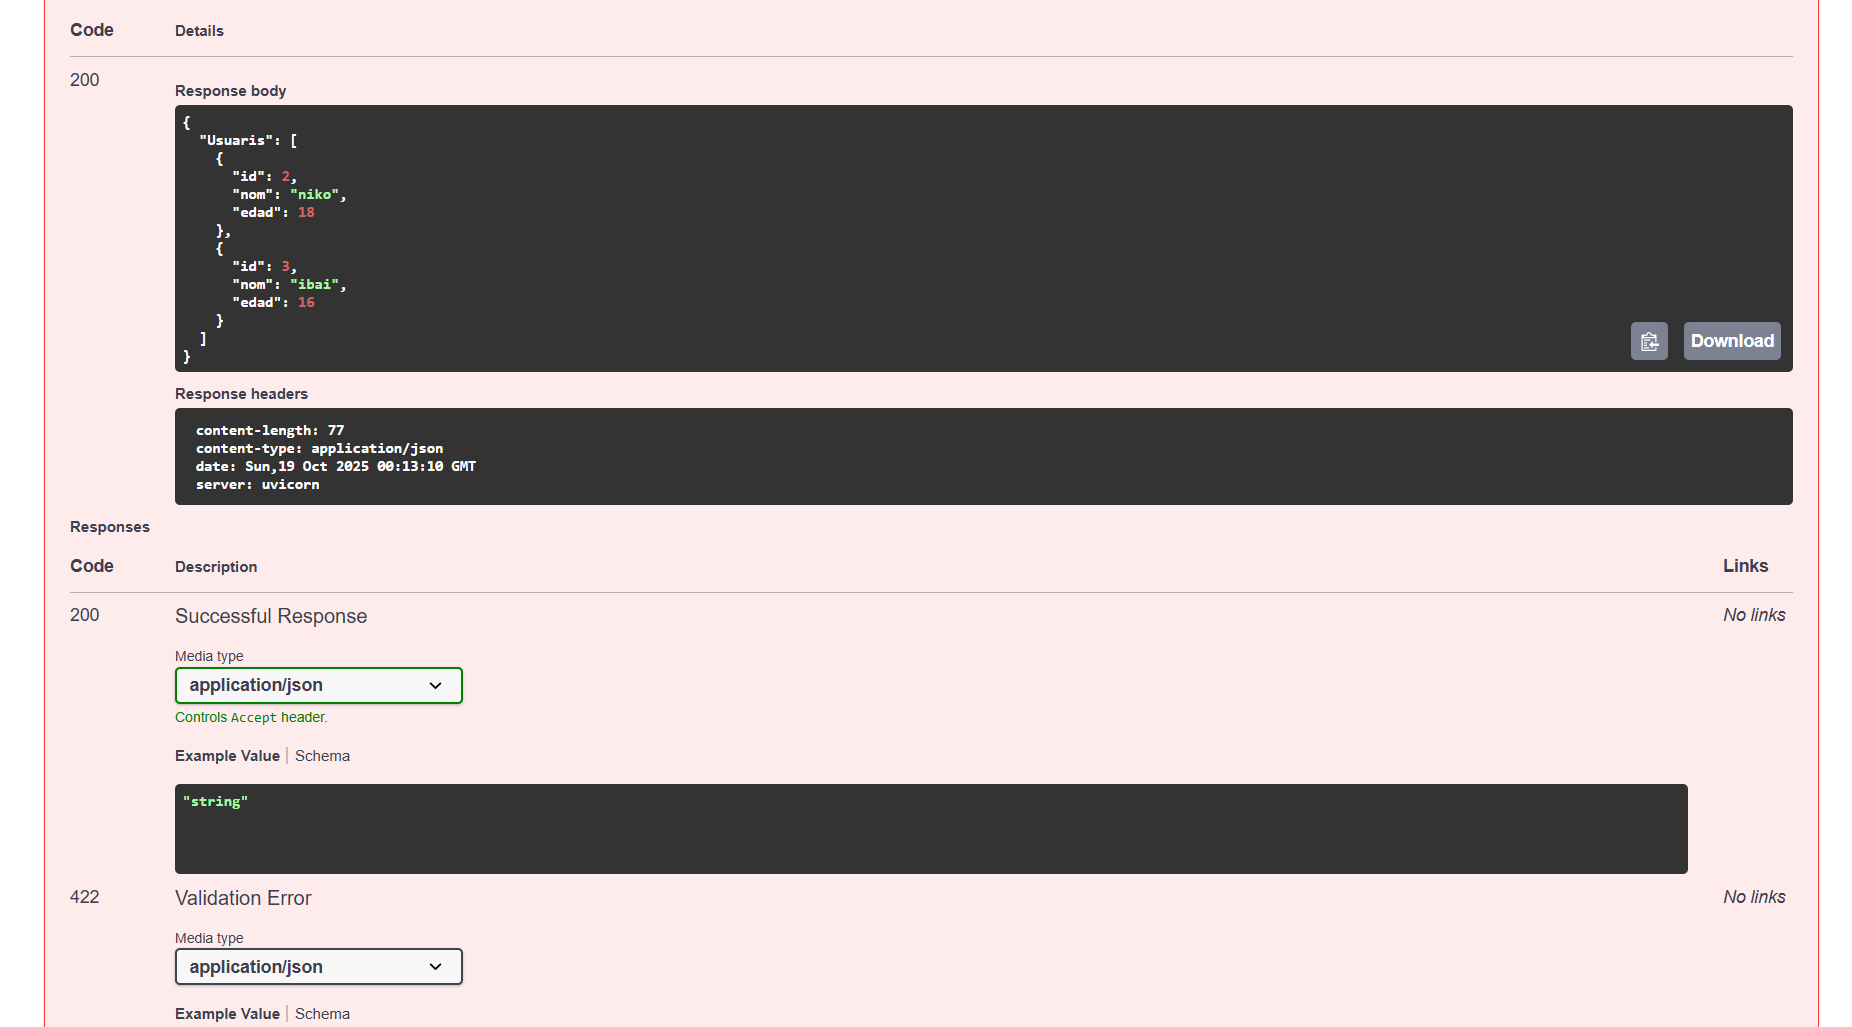 Code Details
200
Response body
{
"Usuaris": [
{
"id": 2,
"nom": "niko",
"edad": 18
},
{
"id": 3,
"nom": "ibai",
"edad": 16
}
]
}
Download
Response headers
content-length: 77
content-type: application/json
date: Sun,19 Oct 2025 00:13:10 GMT
server: uvicorn
Responses
Code Description Links
200 Successful Response No links
Media type
application/json
Controls Accept header.
Example Value Schema
"string"
422 Validation Error No links
Media type
application/json
Example Value Schema